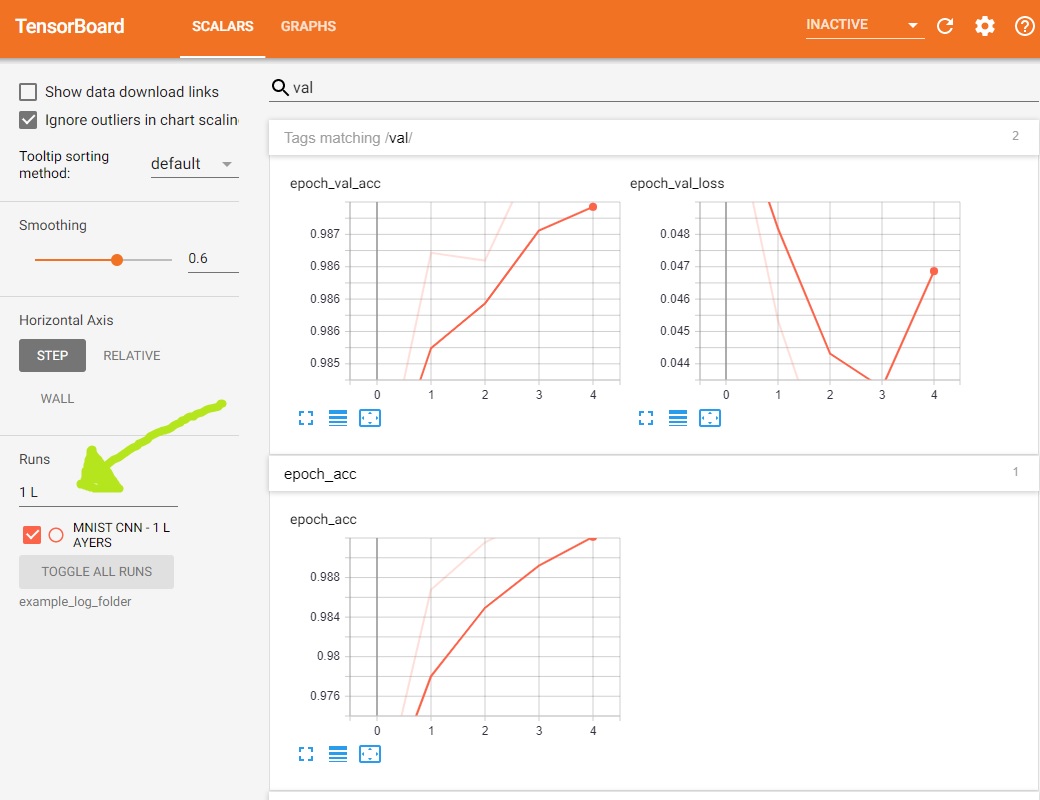 TensorBoard SCALARS GRAPHS INACTIVE
Show data download links
Ignore outliers in chart scalin
Tooltip sorting
method:
default
Smoothing
0.6
Horizontal Axis
STEP RELATIVE
WALL
Runs
1 L
MNIST CNN - 1 L
AYERS
TOGGLE ALL RUNS
example_log_folder
val
Tags matching /val/ 2
epoch_val_acc
0.987
0.986
0.986
0.986
0.985
0 1 2 3 4
epoch_val_loss
0.048
0.047
0.046
0.045
0.044
0 1 2 3 4
epoch_acc 1
epoch_acc
0.988
0.984
0.98
0.976
0 1 2 3 4